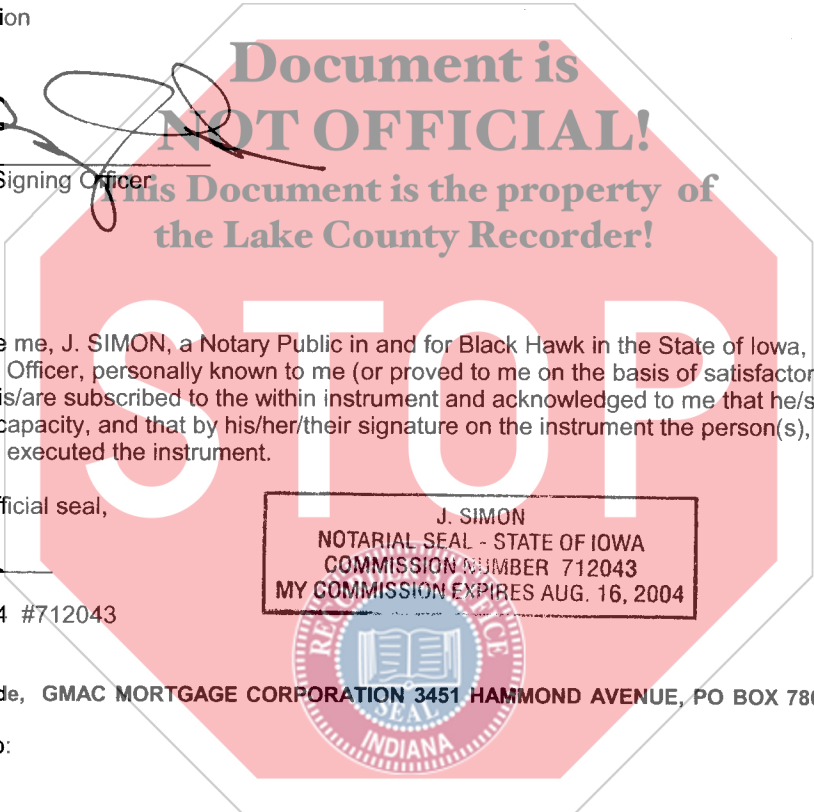 ion
Document is
NOT OFFICIAL!
Signing Officer
This Document is the property of
the Lake County Recorder!
STOP
e me, J. SIMON, a Notary Public in and for Black Hawk in the State of Iowa,
Officer, personally known to me (or proved to me on the basis of satisfactor
is/are subscribed to the within instrument and acknowledged to me that he/s
capacity, and that by his/her/their signature on the instrument the person(s),
executed the instrument.
ficial seal,
J. SIMON
NOTARIAL SEAL - STATE OF IOWA
COMMISSION NUMBER 712043
MY COMMISSION EXPIRES AUG. 16, 2004
4 #712043
RECORDER'S OFFICE
de, GMAC MORTGAGE CORPORATION 3451 HAMMOND AVENUE, PO BOX 780
SEAL
INDIANA
o: